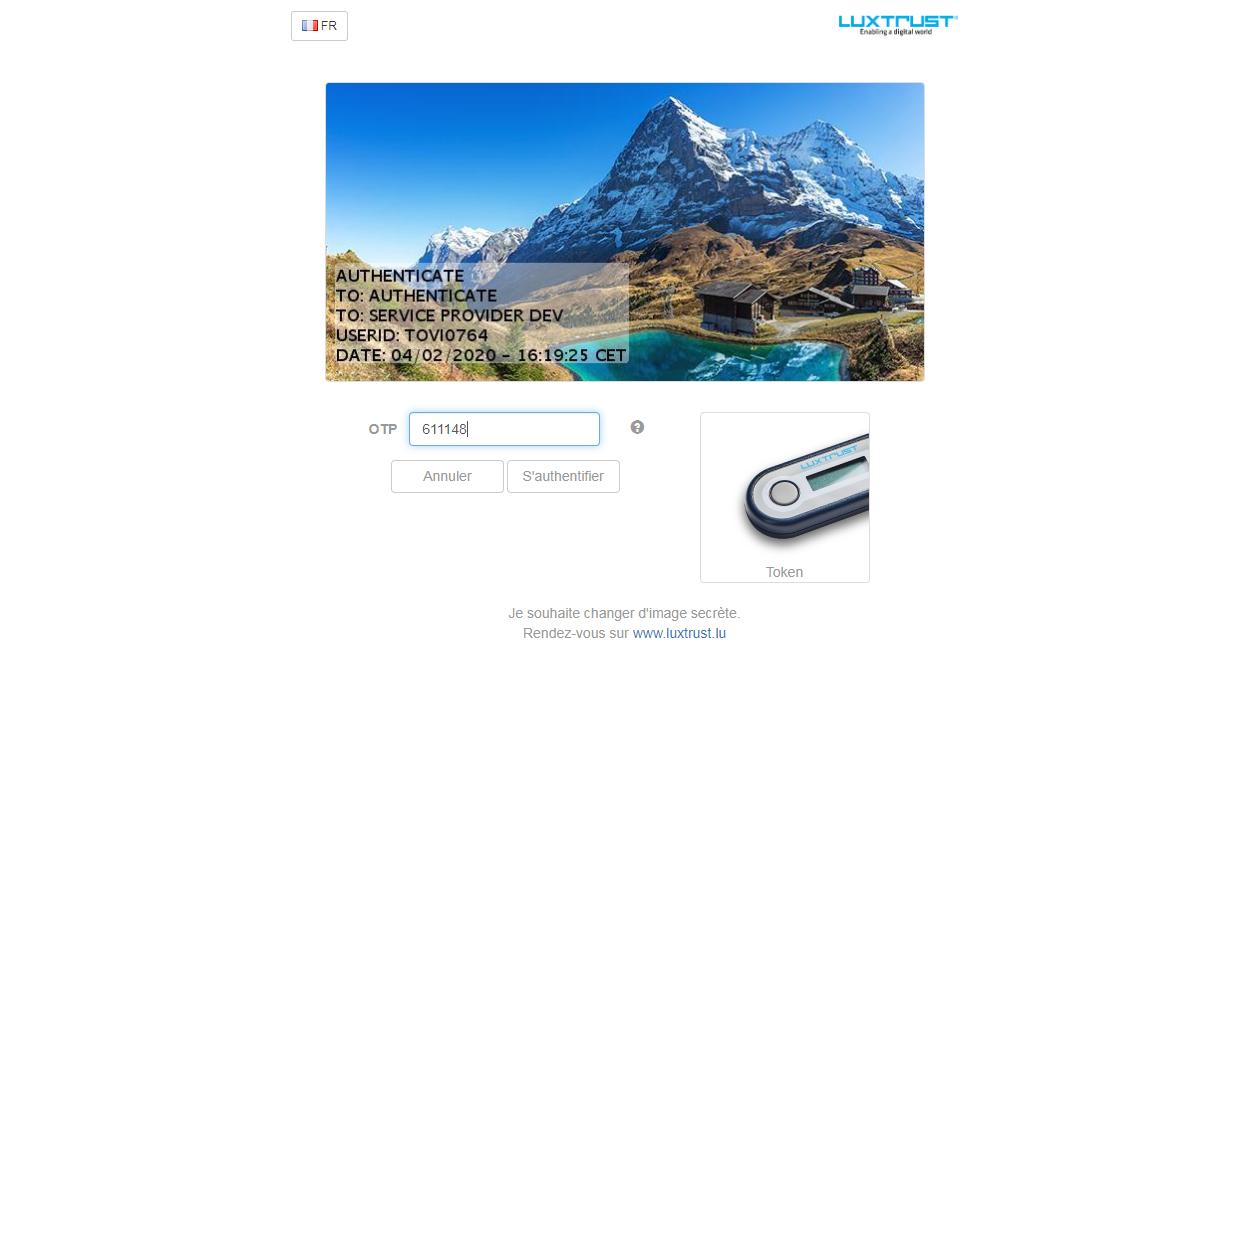 FR
LUXTRUST
Enabling a digital world
AUTHENTICATE
TO: AUTHENTICATE
TO: SERVICE PROVIDER DEV
USERID: TOVI0764
DATE: 04/02/2020 - 16:19:25 CET
OTP 611148
Annuler S'authentifier
LUXTRUST
Token
Je souhaite changer d'image secrète.
Rendez-vous sur www.luxtrust.lu